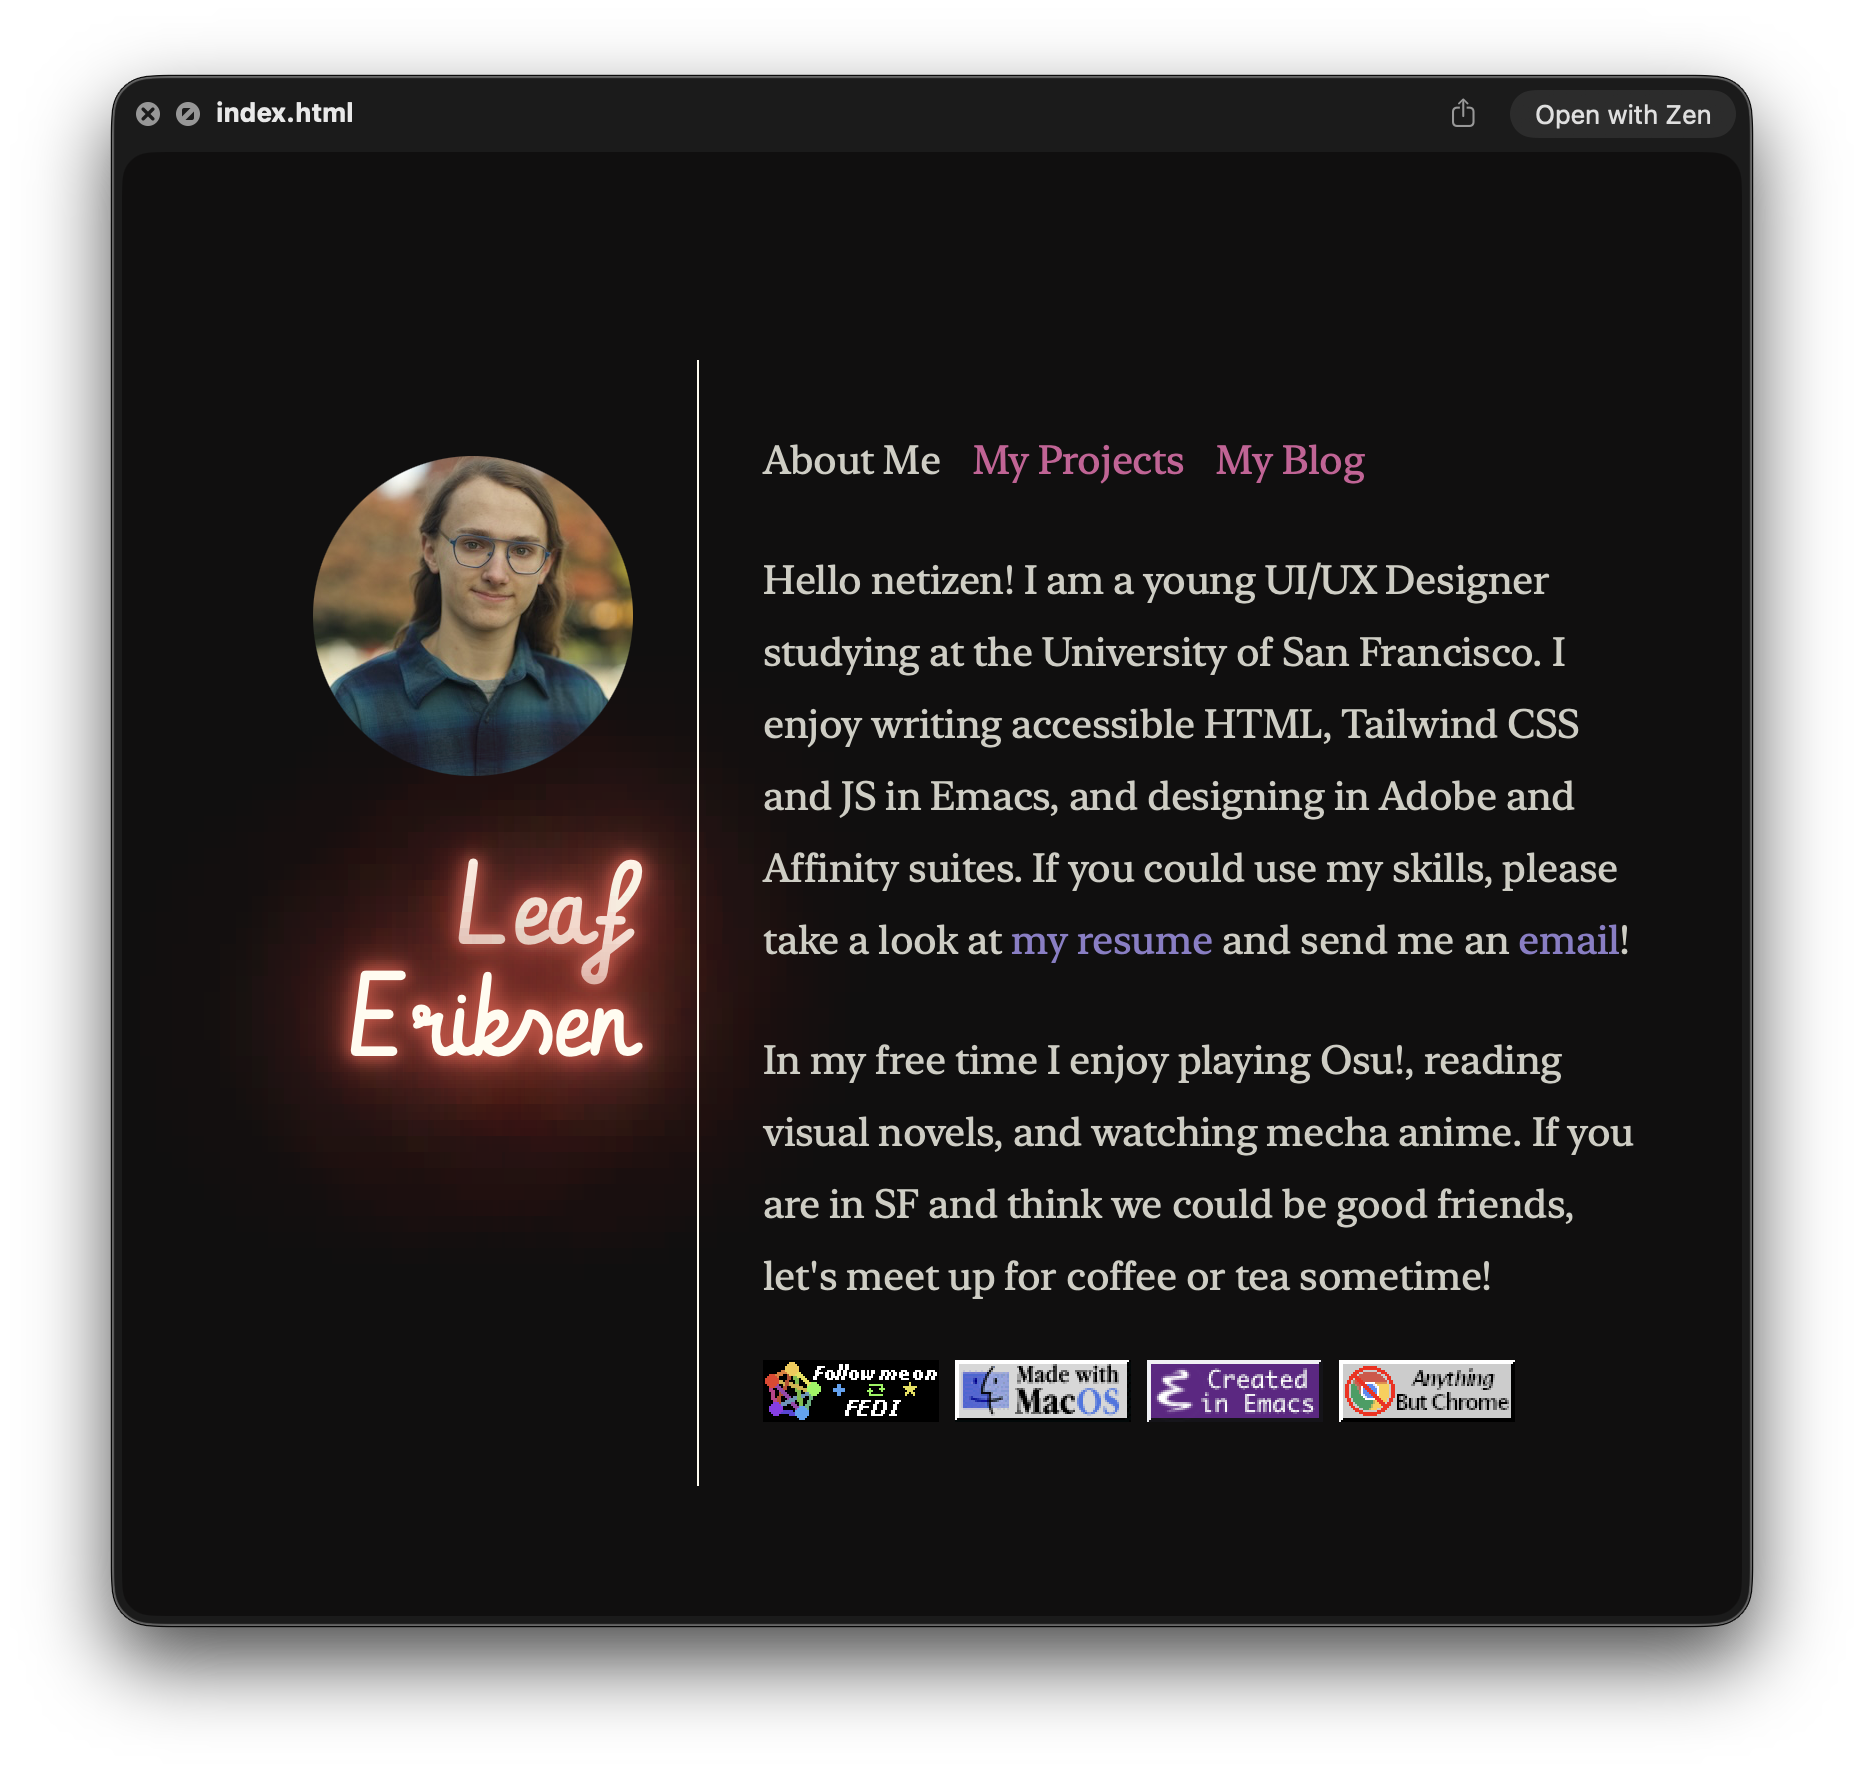 index.html
Open with Zen
About Me My Projects My Blog
Leaf
Eriksen
Hello netizen! I am a young UI/UX Designer
studying at the University of San Francisco. I
enjoy writing accessible HTML, Tailwind CSS
and JS in Emacs, and designing in Adobe and
Affinity suites. If you could use my skills, please
take a look at my resume and send me an email!
In my free time I enjoy playing Osu!, reading
visual novels, and watching mecha anime. If you
are in SF and think we could be good friends,
let's meet up for coffee or tea sometime!
Follow me on
FEDI
Made with
MacOS
Created
in Emacs
Anything
But Chrome